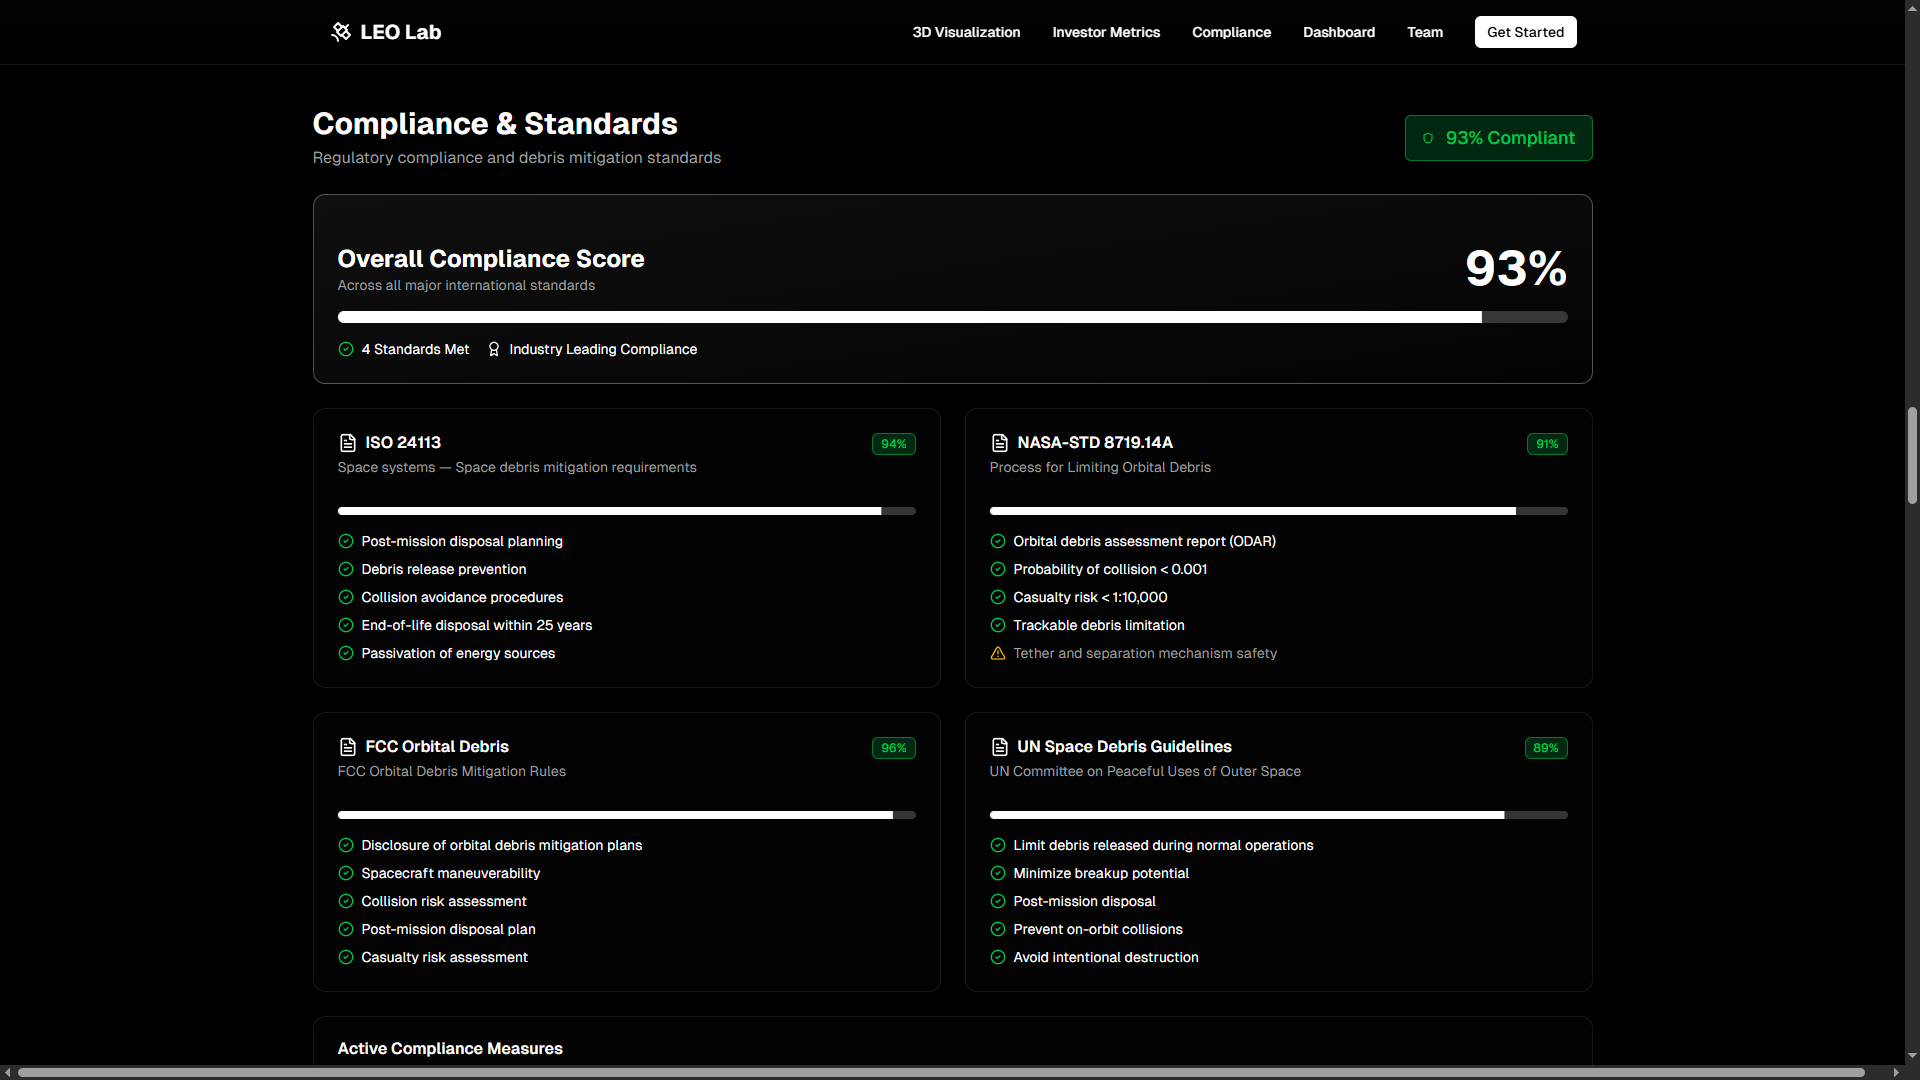 LEO Lab
3D Visualization
Investor Metrics
Compliance
Dashboard
Team
Get Started
Compliance & Standards
Regulatory compliance and debris mitigation standards
93% Compliant
Overall Compliance Score
Across all major international standards
93%
4 Standards Met
Industry Leading Compliance
ISO 24113
94%
Space systems — Space debris mitigation requirements
Post-mission disposal planning
Debris release prevention
Collision avoidance procedures
End-of-life disposal within 25 years
Passivation of energy sources
NASA-STD 8719.14A
91%
Process for Limiting Orbital Debris
Orbital debris assessment report (ODAR)
Probability of collision < 0.001
Casualty risk < 1:10,000
Trackable debris limitation
Tether and separation mechanism safety
FCC Orbital Debris
96%
FCC Orbital Debris Mitigation Rules
Disclosure of orbital debris mitigation plans
Spacecraft maneuverability
Collision risk assessment
Post-mission disposal plan
Casualty risk assessment
UN Space Debris Guidelines
89%
UN Committee on Peaceful Uses of Outer Space
Limit debris released during normal operations
Minimize breakup potential
Post-mission disposal
Prevent on-orbit collisions
Avoid intentional destruction
Active Compliance Measures